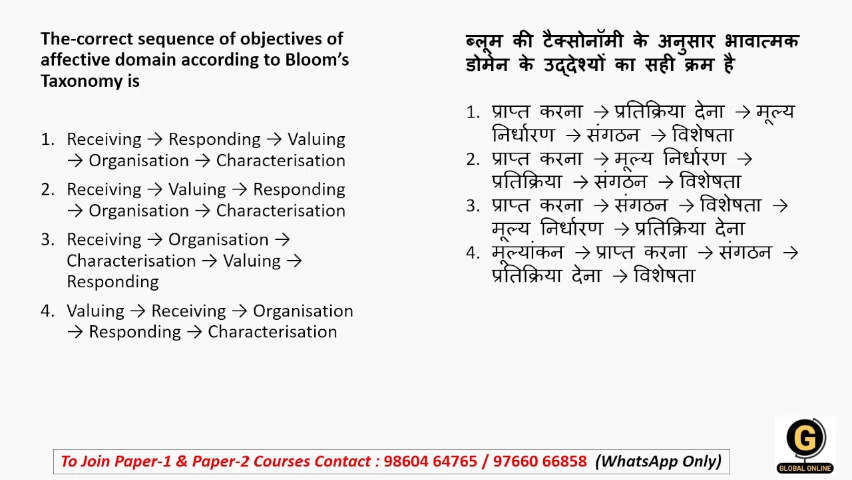 The-correct sequence of objectives of
affective domain according to Bloom's
Taxonomy is
1. Receiving → Responding → Valuing
→ Organisation → Characterisation
2. Receiving → Valuing → Responding
→ Organisation → Characterisation
3. Receiving → Organisation →
Characterisation → Valuing →
Responding
4. Valuing → Receiving → Organisation
→ Responding → Characterisation
ब्लूम की टैक्सोनॉमी के अनुसार भावात्मक
डोमेन के उद्देश्यों का सही क्रम है
1. प्राप्त करना → प्रतिक्रिया देना → मूल्य
निर्धारण → संगठन → विशेषता
2. प्राप्त करना → मूल्य निर्धारण →
प्रतिक्रिया → संगठन → विशेषता
3. प्राप्त करना → संगठन → विशेषता →
मूल्य निर्धारण → प्रतिक्रिया देना
4. मूल्यांकन → प्राप्त करना → संगठन →
प्रतिक्रिया देना → विशेषता
To Join Paper-1 & Paper-2 Courses Contact : 98604 64765 / 97660 66858 (WhatsApp Only)
G
GLOBAL ONLINE